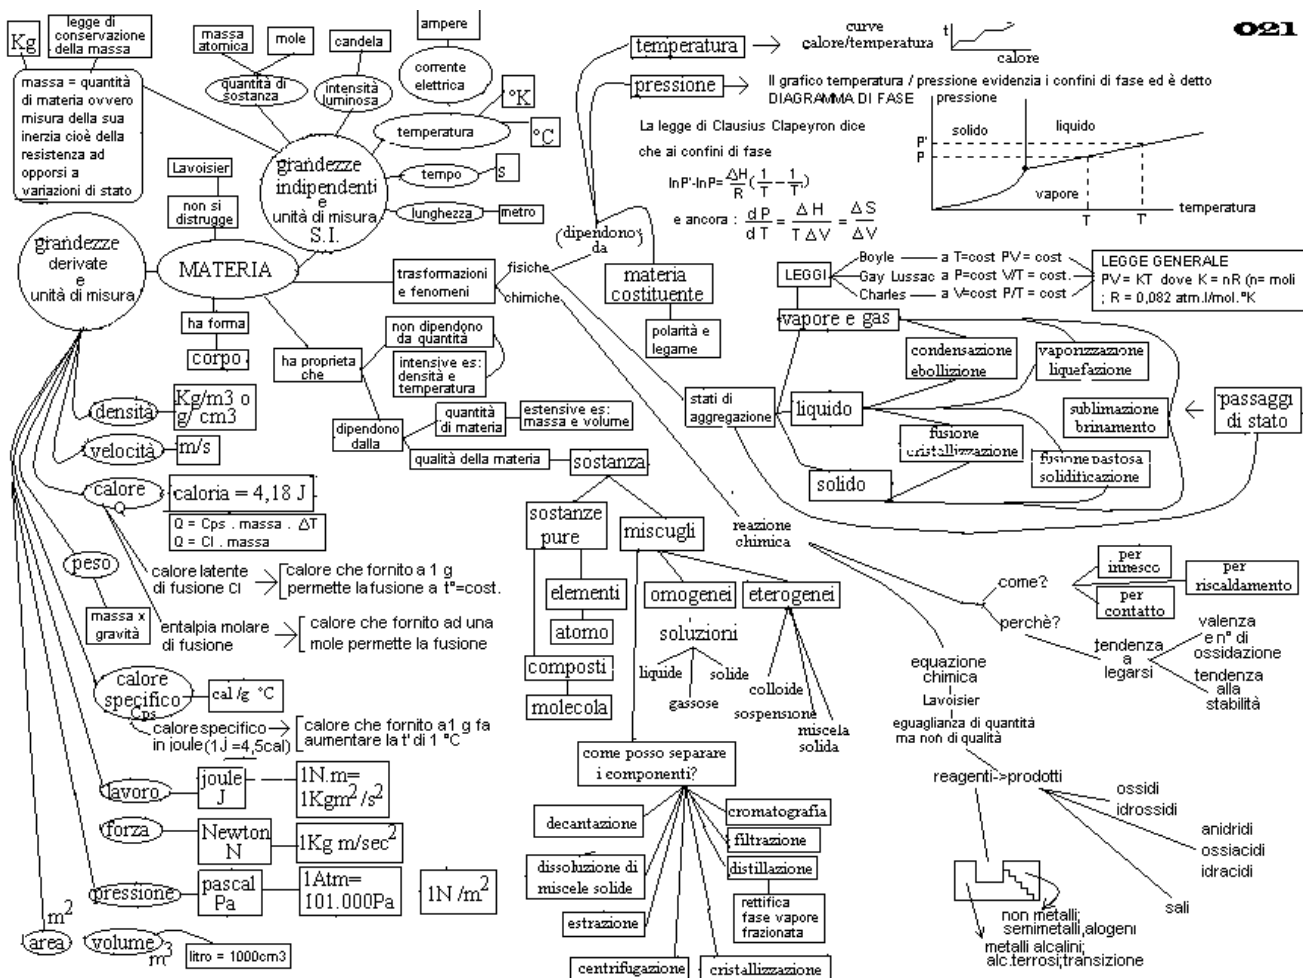 021
Kg
legge di
conservazione
della massa
massa = quantità
di materia ovvero
misura della sua
inerzia cioè della
resistenza ad
opporsi a
variazioni di stato
massa
atomica
mole
candela
ampere
quantità di
sostanza
intensità
luminosa
corrente
elettrica
temperatura
°K
°C
tempo
s
lunghezza
metro
grandezze
indipendenti
e
unità di misura
S.I.
Lavoisier
non si
distrugge
MATERIA
grandezze
derivate
e
unità di misura
ha forma
corpo
ha proprieta
che
non dipendono
da quantità
intensive es:
densità e
temperatura
dipendono
dalla
quantità
di materia
estensive es:
massa e volume
qualità della materia
sostanza
trasformazioni
e fenomeni
fisiche
chimiche
(dipendono)
da
temperatura
curve
calore/temperatura
t
calore
pressione
Il grafico temperatura / pressione evidenzia i confini di fase ed è detto
DIAGRAMMA DI FASE
pressione
solido
liquido
P'
P
vapore
T
T'
temperatura
La legge di Clausius Clapeyron dice
che ai confini di fase
lnP'-lnP= ΔH/R (1/T - 1/T')
e ancora : dP/dT = ΔH/TΔV = ΔS/ΔV
materia
costituente
polarità e
legame
LEGGI
Boyle a T=cost PV = cost
Gay Lussac a P=cost V/T = cost.
Charles a V=cost P/T = cost
LEGGE GENERALE
PV = KT dove K = nR (n= moli
; R = 0,082 atm.l/mol.°K
vapore e gas
stati di
aggregazione
liquido
solido
condensazione
ebollizione
vaporizzazione
liquefazione
sublimazione
brinamento
passaggi
di stato
fusione
cristallizzazione
fusione pastosa
solidificazione
densità
Kg/m3 o
g/ cm3
velocità
m/s
calore
Q
caloria = 4,18 J
Q = Cps . massa . ΔT
Q = Cl . massa
peso
massa x
gravità
calore latente
di fusione Cl
calore che fornito a 1 g
permette la fusione a t°=cost.
entalpia molare
di fusione
calore che fornito ad una
mole permette la fusione
calore
specifico
Cps
cal /g °C
calore specifico
in joule (1j =4,5cal)
calore che fornito a1 g fa
aumentare la t' di 1 °C
lavoro
joule
J
1N.m=
1Kgm²/s²
forza
Newton
N
1Kg m/sec²
pressione
pascal
Pa
1Atm=
101.000Pa
1N /m²
m²
area
volume
m³
litro = 1000cm3
sostanze
pure
miscugli
elementi
atomo
composti
molecola
omogenei
eterogenei
soluzioni
liquide
solide
gassose
colloide
sospensione
miscela
solida
come posso separare
i componenti?
decantazione
dissoluzione di
miscele solide
estrazione
centrifugazione
cromatografia
filtrazione
distillazione
rettifica
fase vapore
frazionata
cristallizzazione
reazione
chimica
come?
per
innesco
per
riscaldamento
per
contatto
perchè?
tendenza
a
legarsi
valenza
e n° di
ossidazione
tendenza
alla
stabilità
equazione
chimica
Lavoisier
eguaglianza di quantità
ma non di qualità
reagenti->prodotti
ossidi
idrossidi
anidridi
ossiacidi
idracidi
sali
non metalli;
semimetalli,alogeni
metalli alcalini;
alc.terrosi;transizione